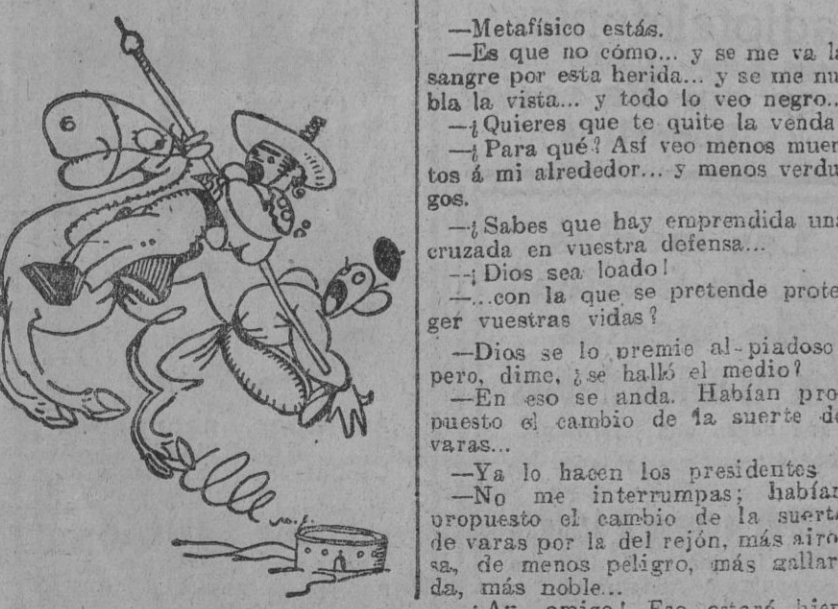 —Metafísico estás.
—Es que no cómo... y se me va la
sangre por esta herida... y se me nu
bla la vista... y todo lo veo negro...
—¿Quieres que te quite la venda
—¿Para qué? Así veo menos muer
tos á mi alrededor... y menos verdu
gos.
—¿Sabes que hay emprendida una
cruzada en vuestra defensa...
—¡Dios sea loado!
—...con la que se pretende prote
ger vuestras vidas?
—Dios se lo premie al piadoso
pero, dime, ¿se halló el medio?
—En eso se anda. Habían pro
puesto el cambio de la suerte de
varas...
—Ya lo hacen los presidentes
—No me interrumpas; habían
propuesto el cambio de la suerte
de varas por la del rejón, más airo
sa, de menos peligro, más gallar
da, más noble...
amigo! Eso estará bien